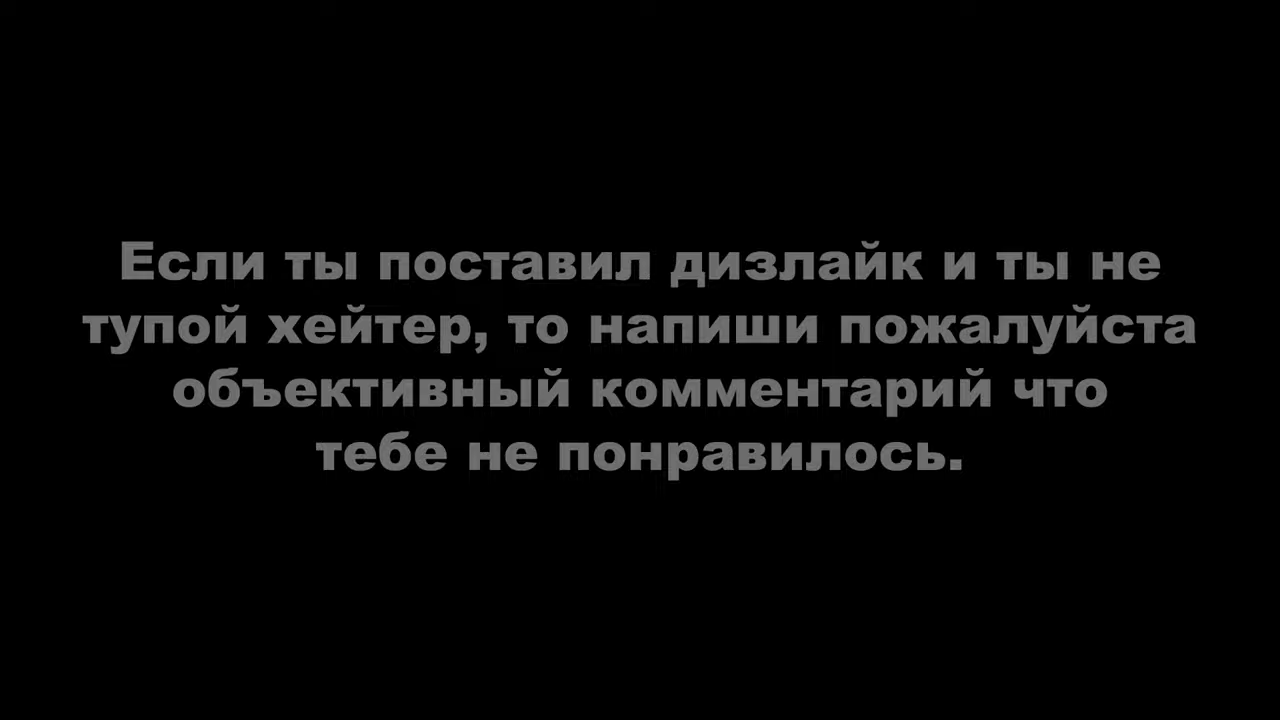 Если ты поставил дизлайк и ты не
тупой хейтер, то напиши пожалуйста
объективный комментарий что
тебе не понравилось.